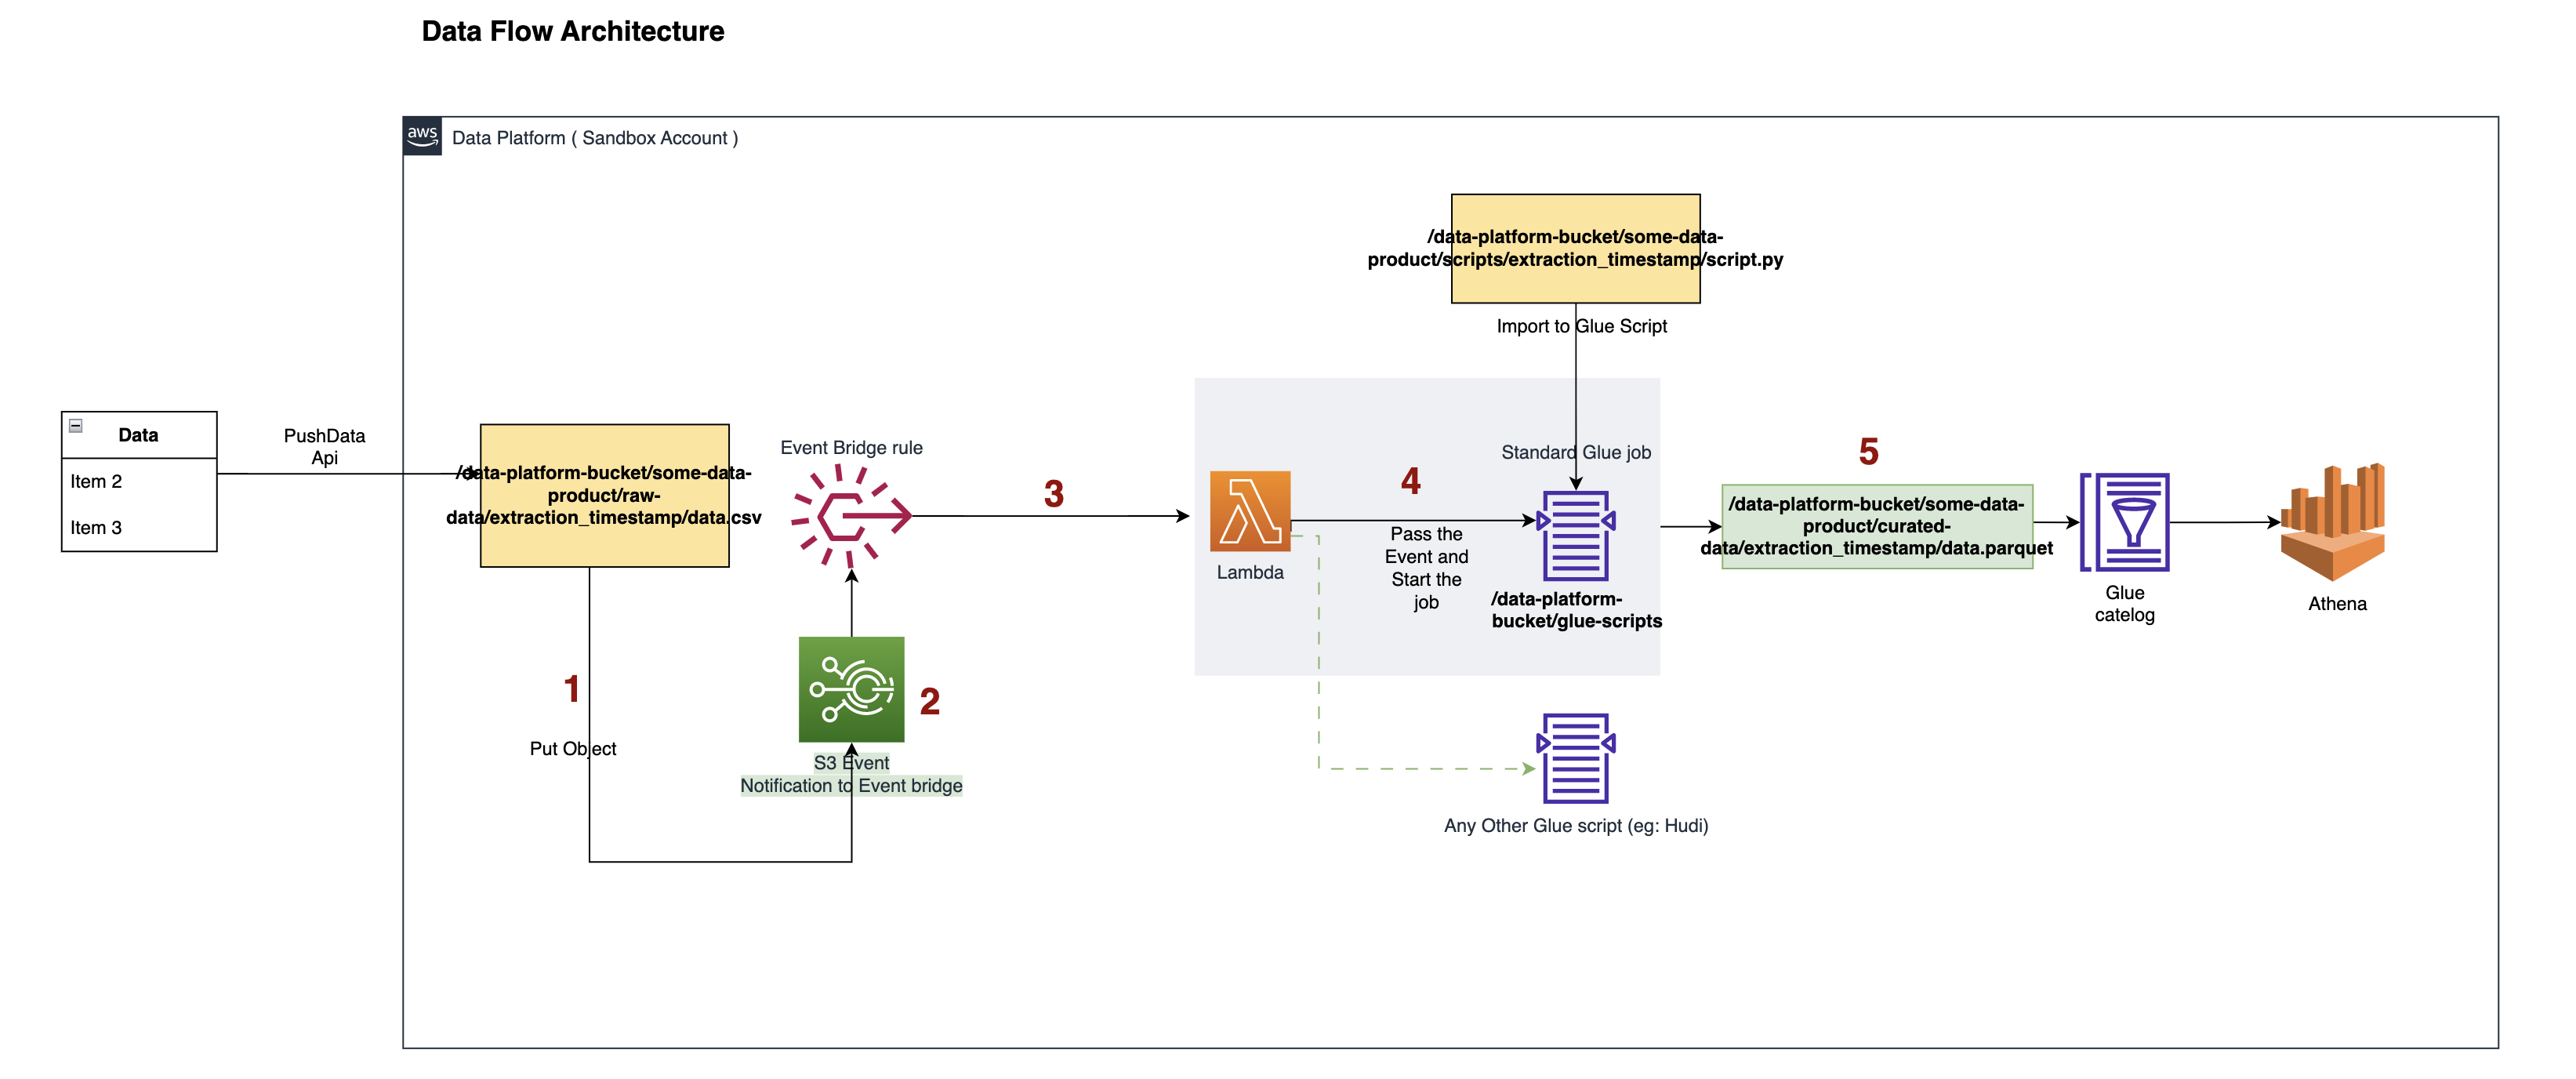 Data Flow Architecture
aws
Data Platform ( Sandbox Account )
/data-platform-bucket/some-data-
product/scripts/extraction_timestamp/script.py
Import to Glue Script
Data
Item 2
Item 3
PushData
Api
/data-platform-bucket/some-data-
product/raw-
data/extraction_timestamp/data.csv
Event Bridge rule
1
Put Object
2
S3 Event
Notification to Event bridge
3
Lambda
4
Pass the
Event and
Start the
job
Standard Glue job
/data-platform-
bucket/glue-scripts
Any Other Glue script (eg: Hudi)
5
/data-platform-bucket/some-data-
product/curated-
data/extraction_timestamp/data.parquet
Glue
catelog
Athena